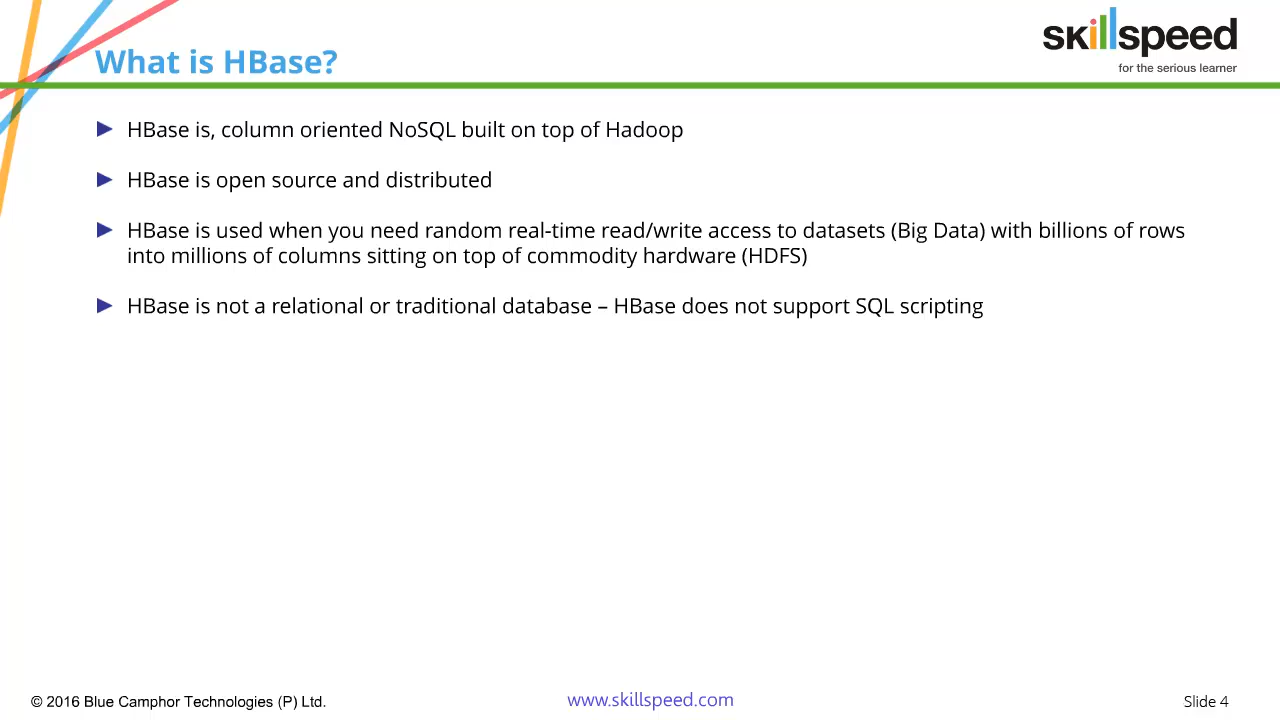 What is HBase?
skillspeed
for the serious learner
HBase is, column oriented NoSQL built on top of Hadoop
HBase is open source and distributed
HBase is used when you need random real-time read/write access to datasets (Big Data) with billions of rows
into millions of columns sitting on top of commodity hardware (HDFS)
HBase is not a relational or traditional database – HBase does not support SQL scripting
© 2016 Blue Camphor Technologies (P) Ltd.
www.skillspeed.com
Slide 4